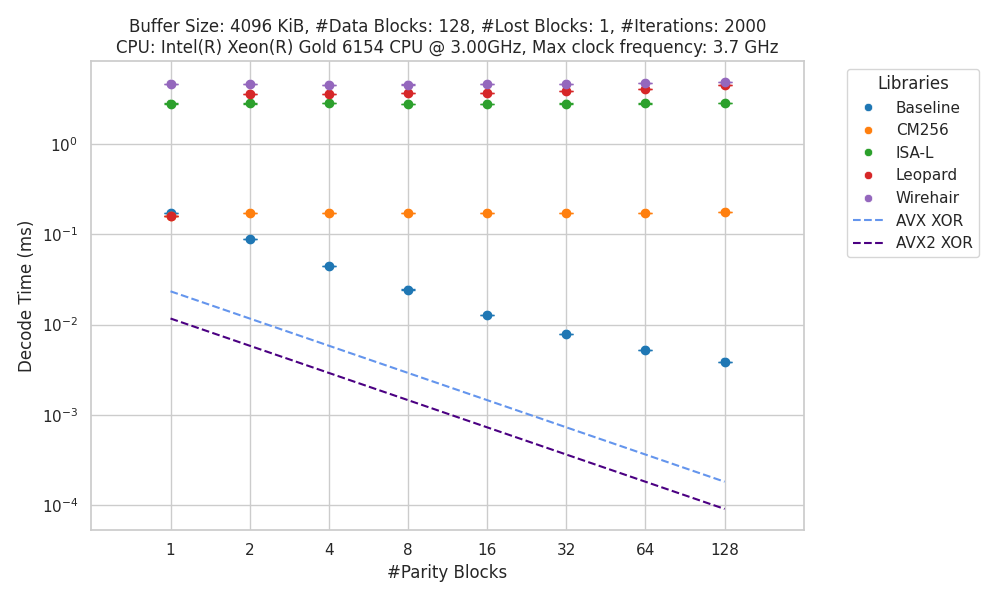 Buffer Size: 4096 KiB, #Data Blocks: 128, #Lost Blocks: 1, #Iterations: 2000
CPU: Intel(R) Xeon(R) Gold 6154 CPU @ 3.00GHz, Max clock frequency: 3.7 GHz
Decode Time (ms)
10⁰
10⁻¹
10⁻²
10⁻³
10⁻⁴
1 2 4 8 16 32 64 128
#Parity Blocks
Libraries
Baseline
CM256
ISA-L
Leopard
Wirehair
AVX XOR
AVX2 XOR